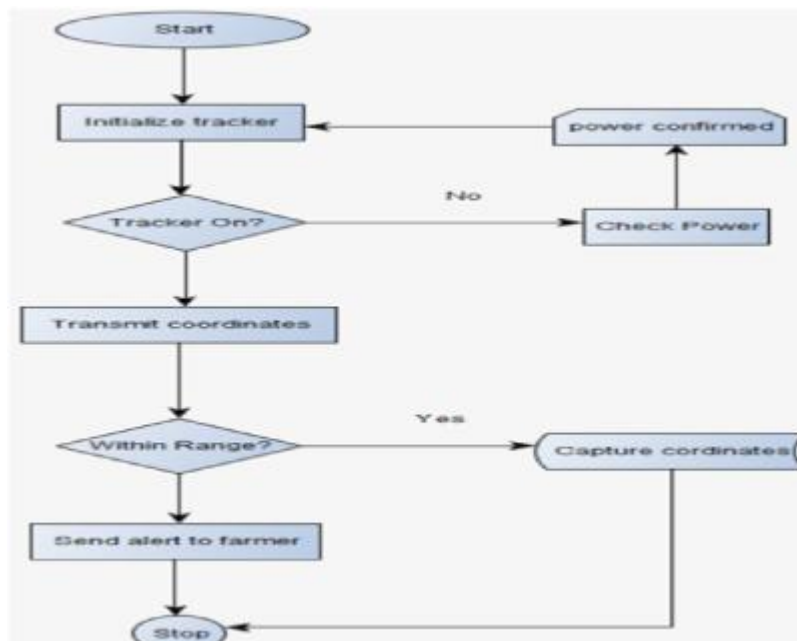 Start
Initialize tracker
power confirmed
Tracker On?
No
Check Power
Transmit coordinates
Within Range?
Yes
Capture cordinates
Send alert to farmer
Stop